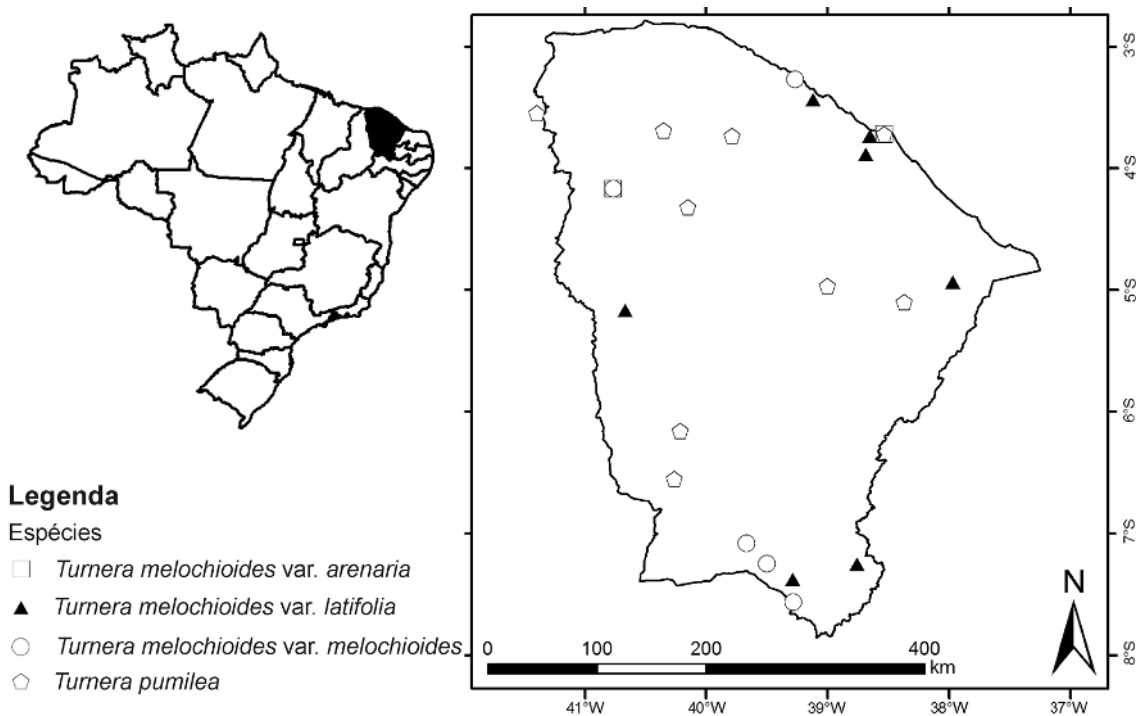 3°S
4°S
5°S
6°S
7°S
8°S
41°W
40°W
39°W
38°W
37°W
N
0 100 200 400
km
Legenda
Espécies
Turnera melochioides var. arenaria
Turnera melochioides var. latifolia
Turnera melochioides var. melochioides
Turnera pumilea